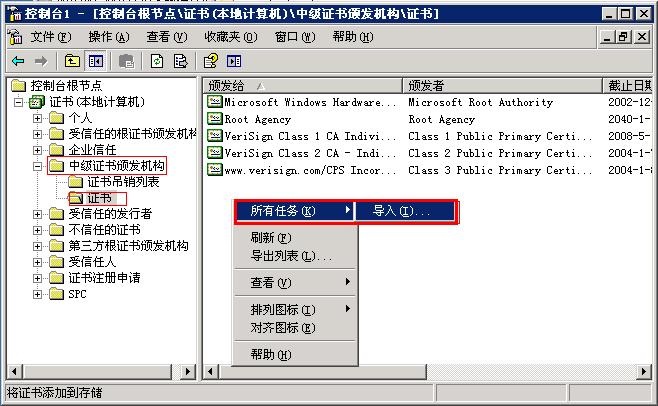 控制台1 - [控制台根节点\证书(本地计算机)\中级证书颁发机构\证书]
文件(F) 操作(A) 查看(V) 收藏夹(O) 窗口(W) 帮助(H)
控制台根节点
证书(本地计算机)
个人
受信任的根证书颁发机构
企业信任
中级证书颁发机构
证书吊销列表
证书
受信任的发行者
不信任的证书
第三方根证书颁发机构
受信任人
证书注册申请
SPC
颁发给 颁发者 截止日期
Microsoft Windows Hardware... Microsoft Root Authority 2002-12-
Root Agency Root Agency 2040-1-
VeriSign Class 1 CA Indivi... Class 1 Public Primary Certi... 2008-5-
VeriSign Class 2 CA - Indi... Class 2 Public Primary Certi... 2004-1-
www.verisign.com/CPS Incor... Class 3 Public Primary Certi... 2004-1-8
所有任务(K) 导入(I)...
刷新(F)
导出列表(L)...
查看(V)
排列图标(I)
对齐图标(E)
帮助(H)
将证书添加到存储